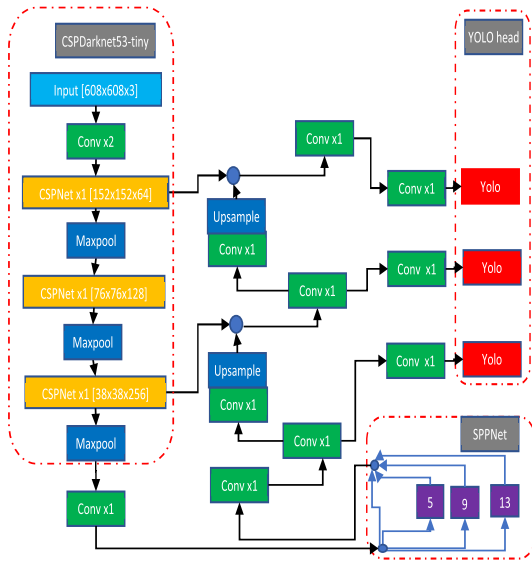 CSPDarknet53-tiny
Input [608x608x3]
Conv x2
CSPNet x1 [152x152x64]
Maxpool
CSPNet x1 [76x76x128]
Maxpool
CSPNet x1 [38x38x256]
Maxpool
Conv x1
Conv x1
Upsample
Conv x1
Conv x1
Upsample
Conv x1
Conv x1
Conv x1
Conv x1
Conv x1
Conv x1
YOLO head
Yolo
Yolo
Yolo
SPPNet
5
9
13